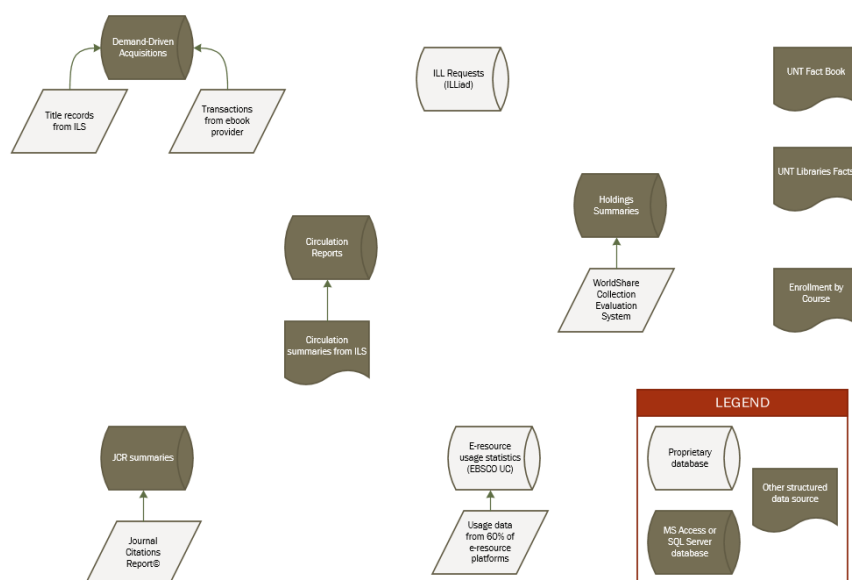 Demand-Driven
Acquisitions
Title records
from ILS
Transactions
from ebook
provider
ILL Requests
(ILLiad)
UNT Fact Book
UNT Libraries Facts
Holdings
Summaries
Circulation
Reports
WorldShare
Collection
Evaluation
System
Enrollment by
Course
Circulation
summaries from ILS
JCR summaries
Journal
Citations
Report©
E-resource
usage statistics
(EBSCO UC)
Usage data
from 60% of
e-resource
platforms
LEGEND
Proprietary
database
Other structured
data source
MS Access or
SQL Server
database